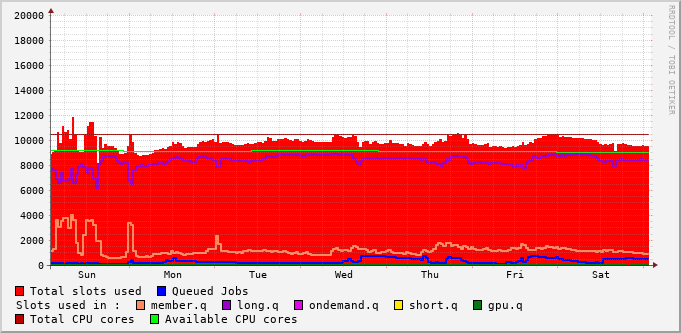 20000
18000
16000
14000
12000
10000
8000
6000
4000
2000
0
Sun Mon Tue Wed Thu Fri Sat
RRDTOOL / TOBI OETIKER
Total slots used Queued Jobs
Slots used in : member.q long.q ondemand.q short.q gpu.q
Total CPU cores Available CPU cores